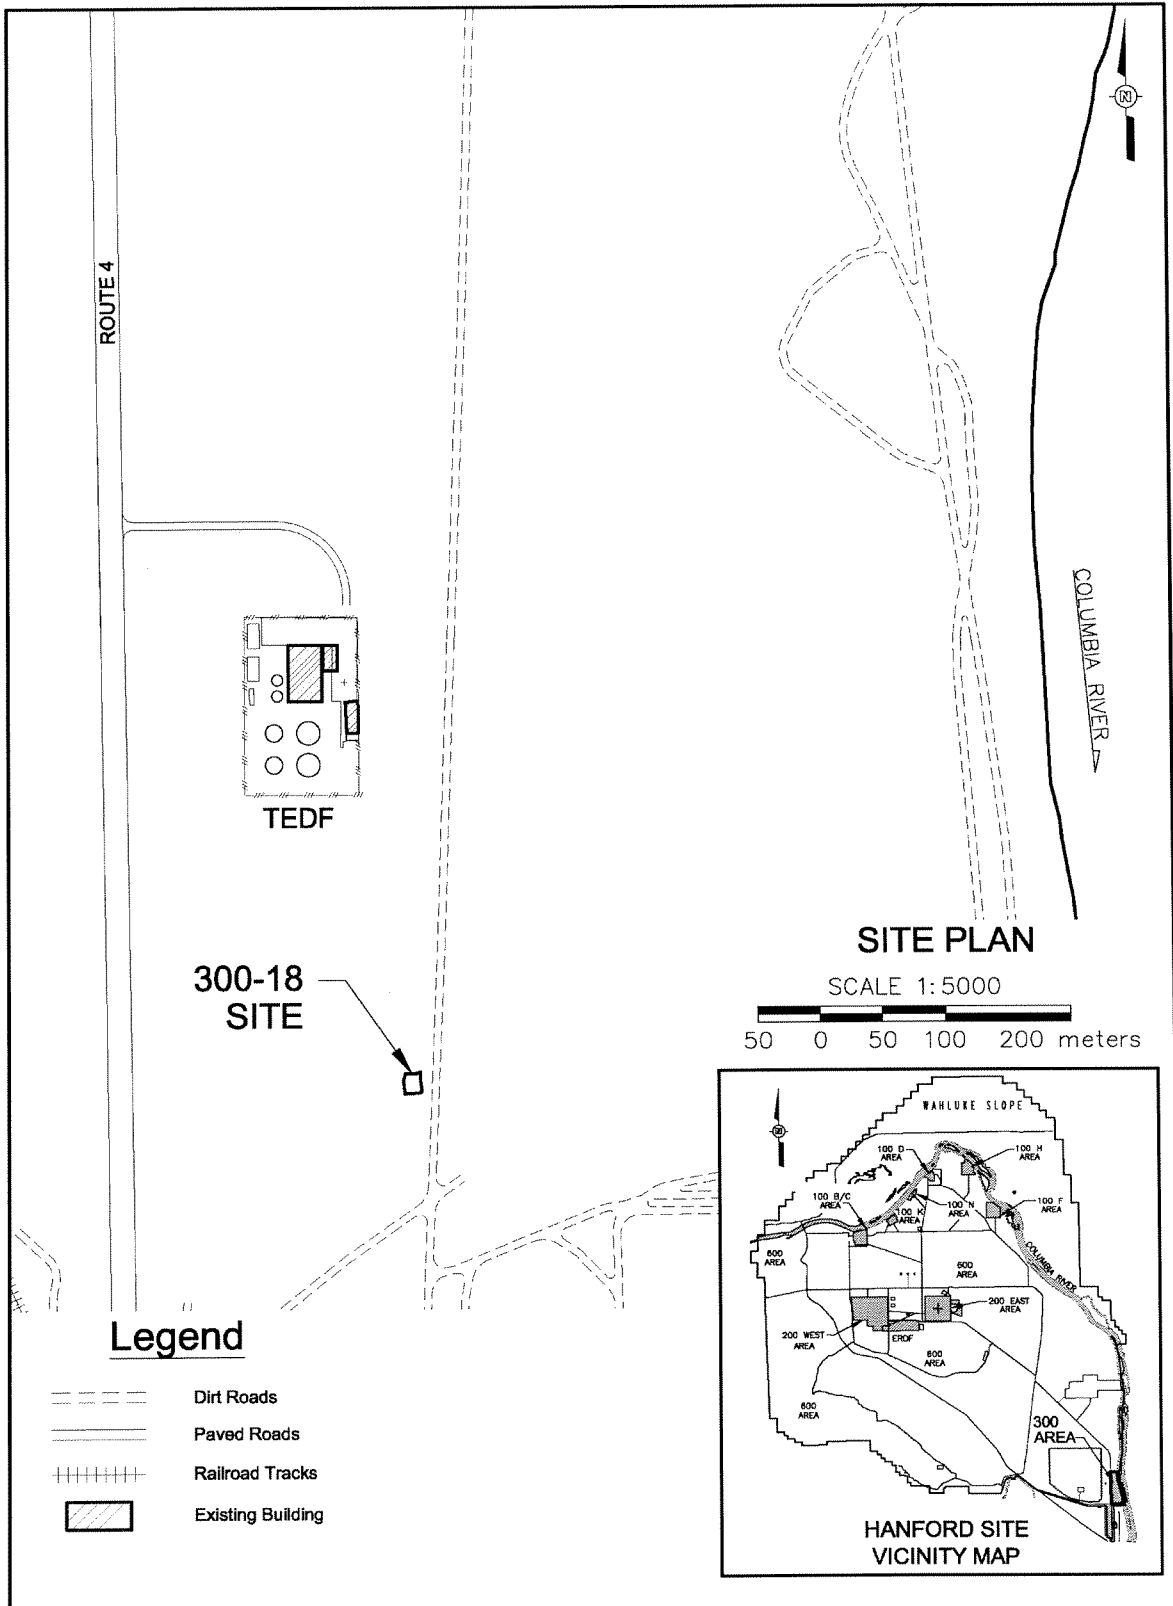 N
ROUTE 4
COLUMBIA RIVER
TEDF
300-18
SITE
SITE PLAN
SCALE 1:5000
50 0 50 100 200 meters
Legend
Dirt Roads
Paved Roads
Railroad Tracks
Existing Building
WAHLUKE SLOPE
100 D
AREA
100 H
AREA
100 B/C
AREA
100 K
AREA
100 N
AREA
100 F
AREA
COLUMBIA RIVER
600
AREA
600
AREA
200 EAST
AREA
200 WEST
AREA
ERDF
600
AREA
600
AREA
300
AREA
HANFORD SITE
VICINITY MAP